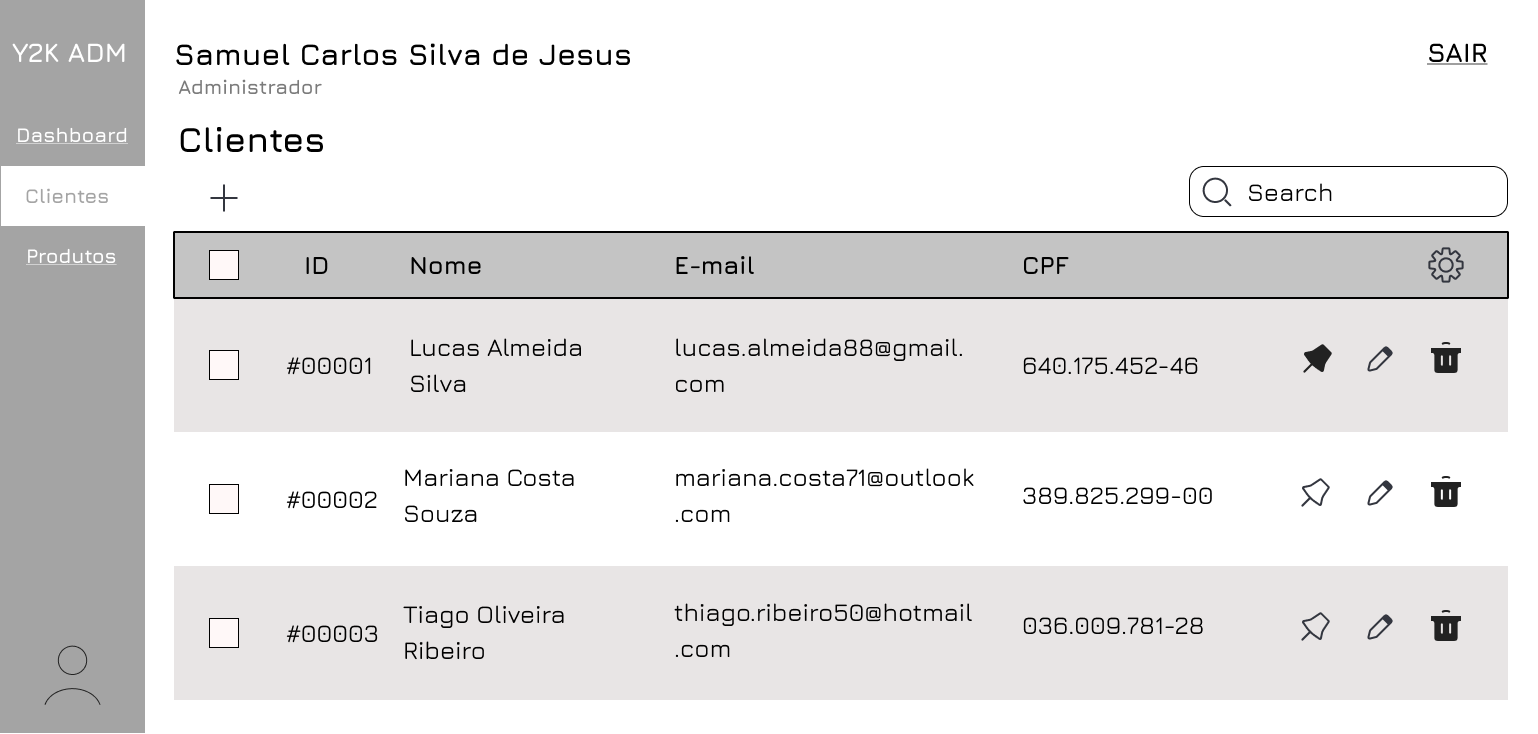 Y2K ADM
Samuel Carlos Silva de Jesus
SAIR
Administrador
Dashboard
Clientes
Clientes
Produtos
Search
ID Nome E-mail CPF
#00001
Lucas Almeida
Silva
lucas.almeida88@gmail.
com
640.175.452-46
#00002
Mariana Costa
Souza
mariana.costa71@outlook
.com
389.825.299-00
#00003
Tiago Oliveira
Ribeiro
thiago.ribeiro50@hotmail
.com
036.009.781-28